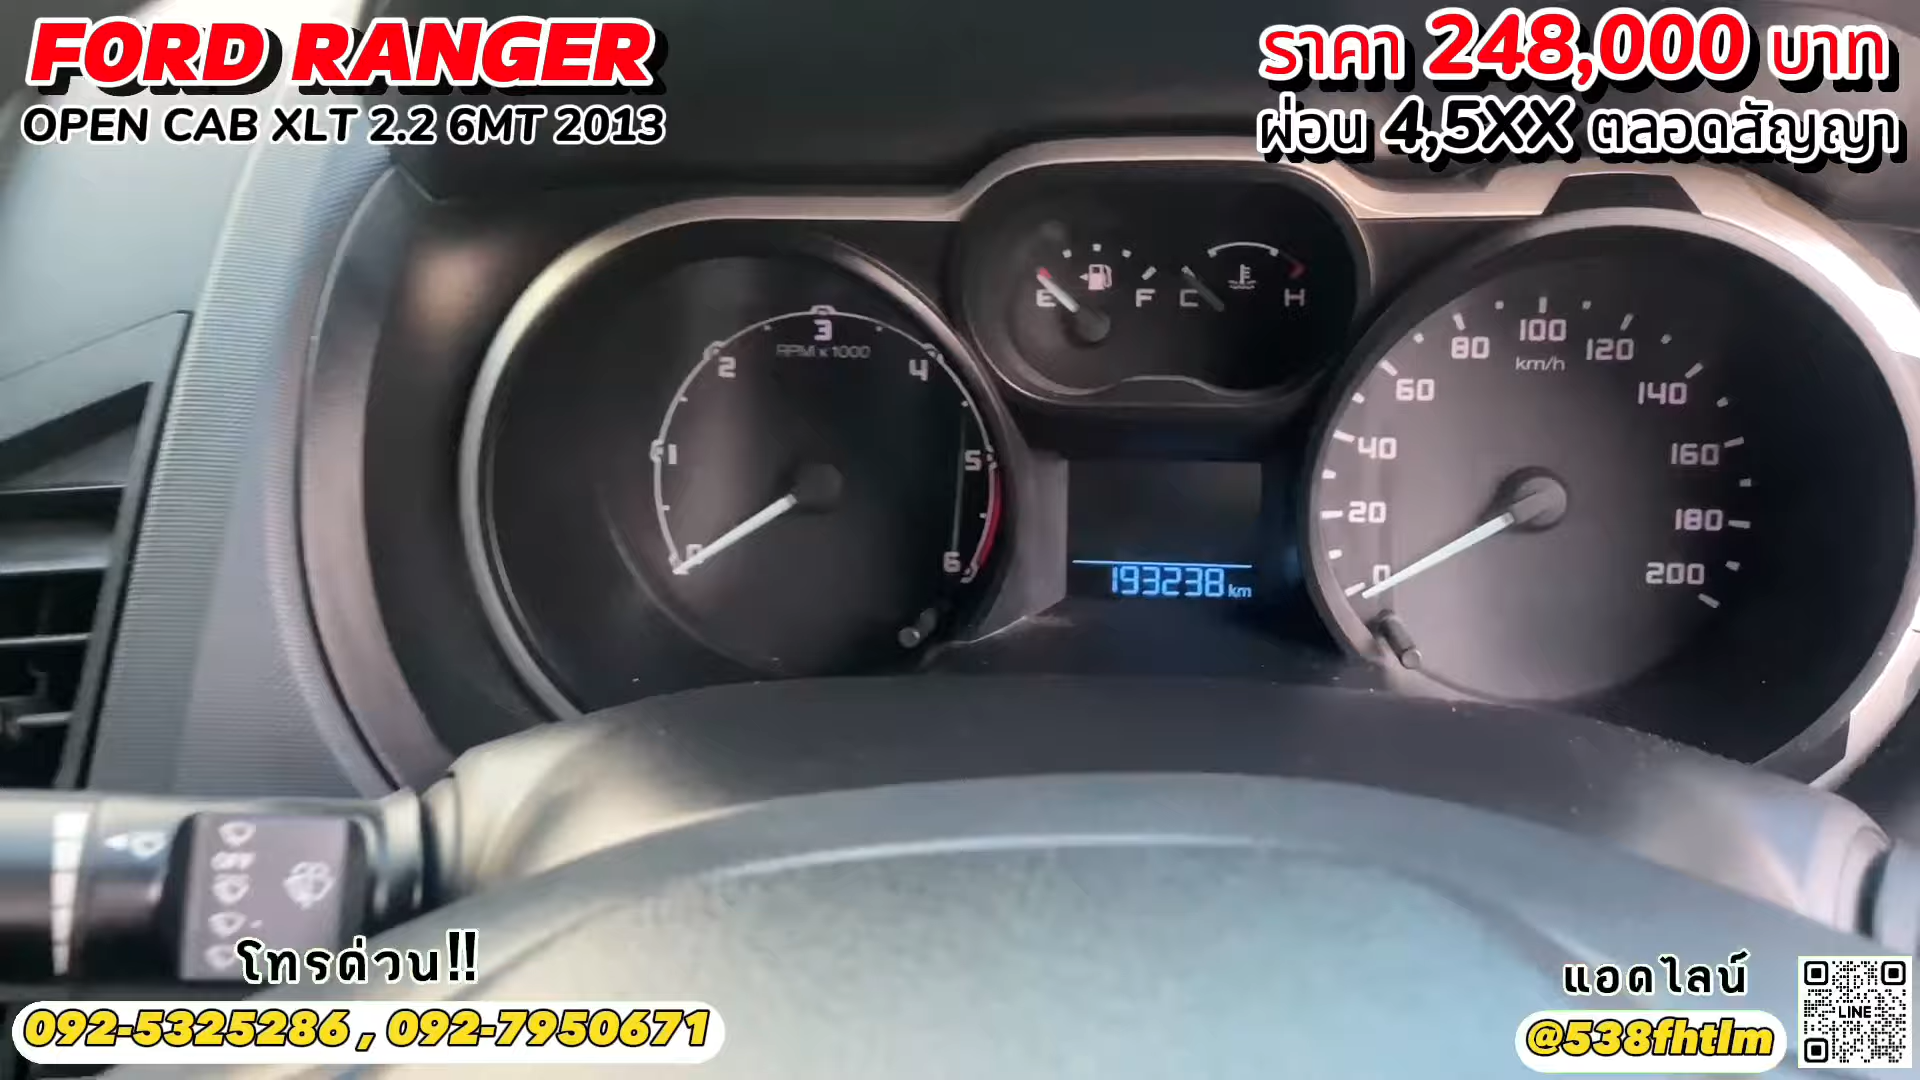 FORD RANGER
OPEN CAB XLT 2.2 6MT 2013
ราคา 248,000 บาท
ผ่อน 4,5XX ตลอดสัญญา
E F C H
0 1 2 3 4 5 6
RPM x 1000
0 20 40 60 80 100 120 140 160 180 200
km/h
193238 km
OFF
โทรด่วน!!
092-5325286 , 092-7950671
แอดไลน์
@538fhtlm
LINE